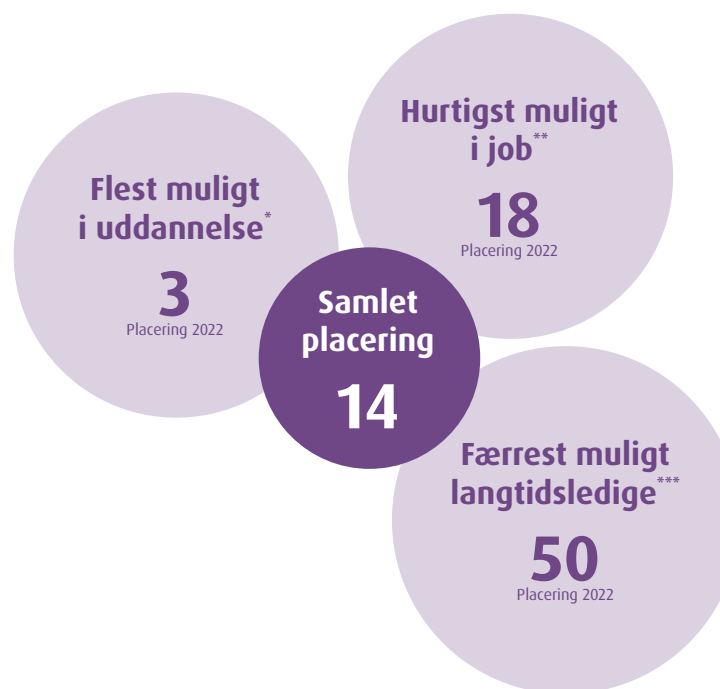 Flest muligt
i uddannelse*
3
Placering 2022
Hurtigst muligt
i job**
18
Placering 2022
Samlet
placering
14
Færrest muligt
langtidsledige***
50
Placering 2022